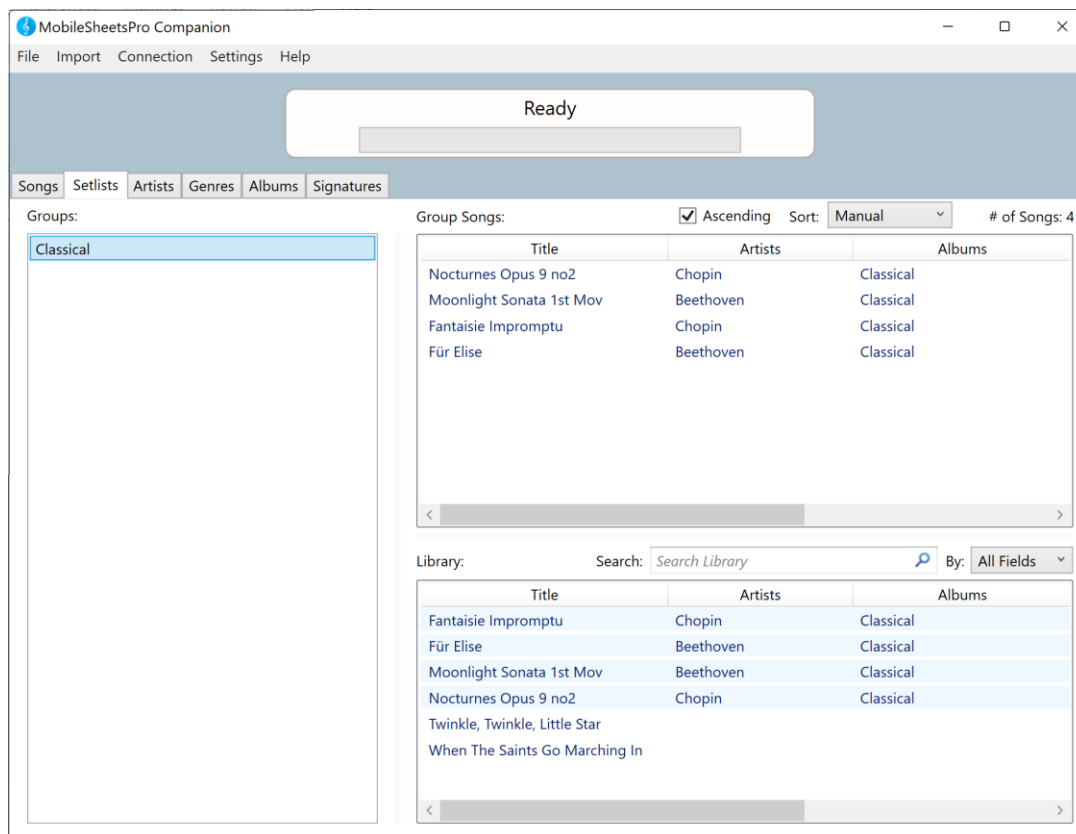 MobileSheetsPro Companion
File Import Connection Settings Help
Ready
Songs Setlists Artists Genres Albums Signatures
Groups:
Classical
Group Songs: Ascending Sort: Manual # of Songs: 4
Title Artists Albums
Nocturnes Opus 9 no2 Chopin Classical
Moonlight Sonata 1st Mov Beethoven Classical
Fantaisie Impromptu Chopin Classical
Für Elise Beethoven Classical
Library: Search: Search Library By: All Fields
Title Artists Albums
Fantaisie Impromptu Chopin Classical
Für Elise Beethoven Classical
Moonlight Sonata 1st Mov Beethoven Classical
Nocturnes Opus 9 no2 Chopin Classical
Twinkle, Twinkle, Little Star
When The Saints Go Marching In